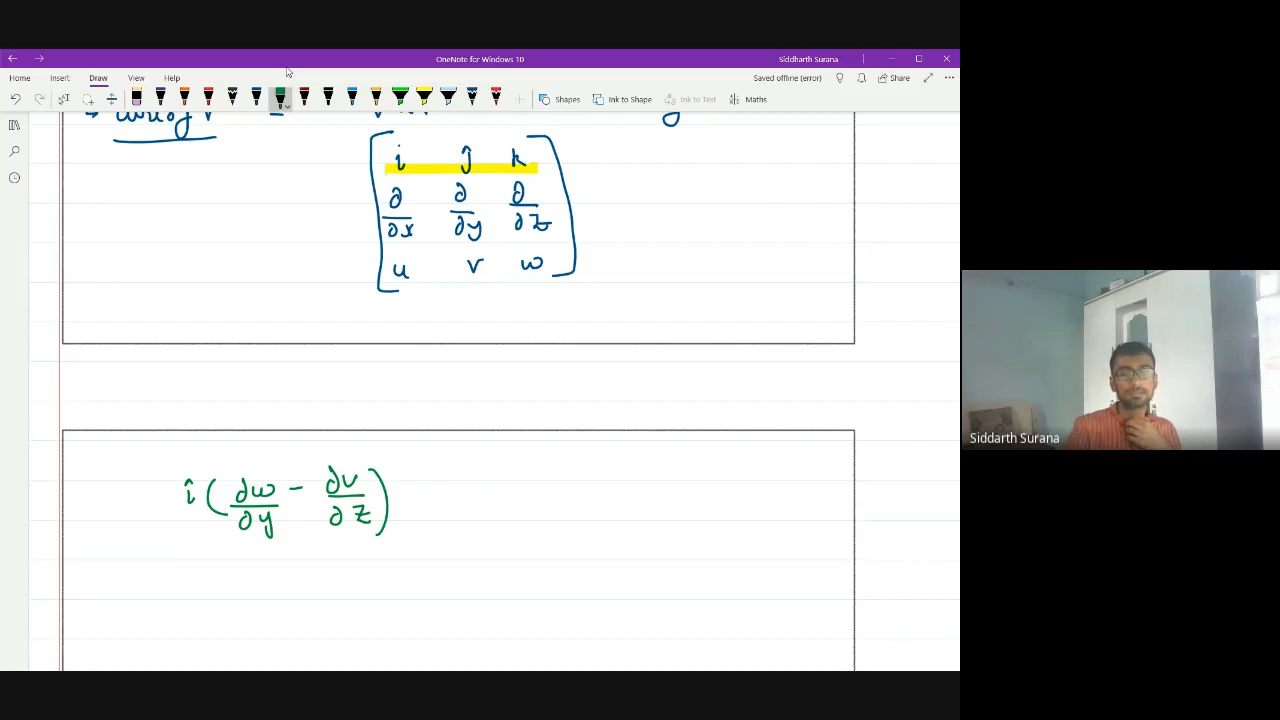 OneNote for Windows 10
Siddharth Surana
Home Insert Draw View Help
Saved offline (error)
Share
Shapes
Ink to Shape
Ink to Text
Maths
î ĵ k
∂/∂x ∂/∂y ∂/∂z
u v w
Siddarth Surana
î (∂w/∂y − ∂v/∂z)